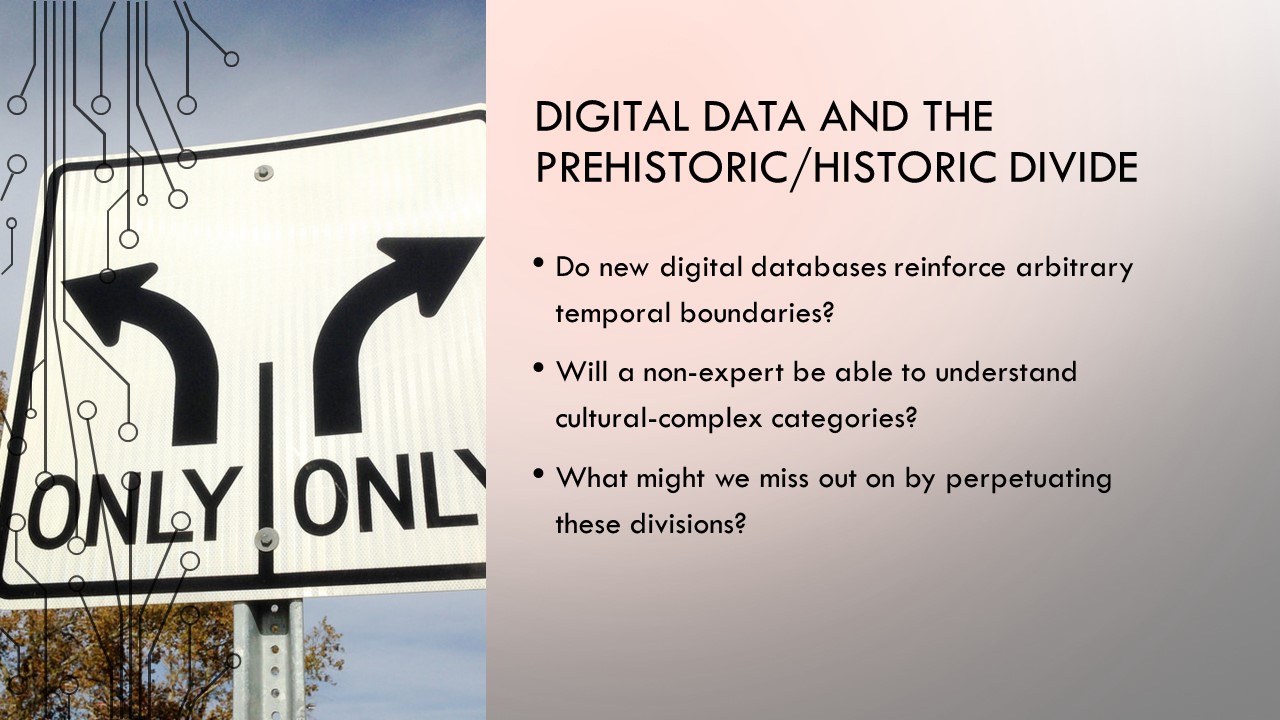 ONLY ONLY
DIGITAL DATA AND THE
PREHISTORIC/HISTORIC DIVIDE
• Do new digital databases reinforce arbitrary
temporal boundaries?
• Will a non-expert be able to understand
cultural-complex categories?
• What might we miss out on by perpetuating
these divisions?